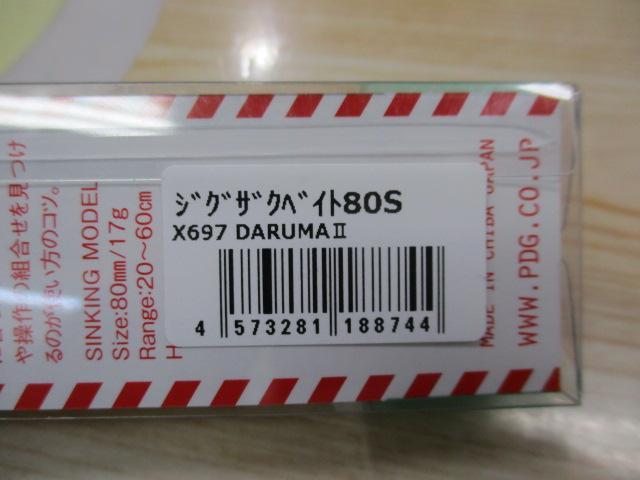 ｼﾞｸﾞｻﾞｸﾍﾞｲﾄ80S
X697 DARUMAⅡ
4 573281 188744
や操作の組合せを見つけ
るのが使い方のコツ。
SINKING MODEL
Size:80mm/17g
Range:20～60cm
H
MADE IN CHIBA JAPAN
WWW.PDG.CO.JP